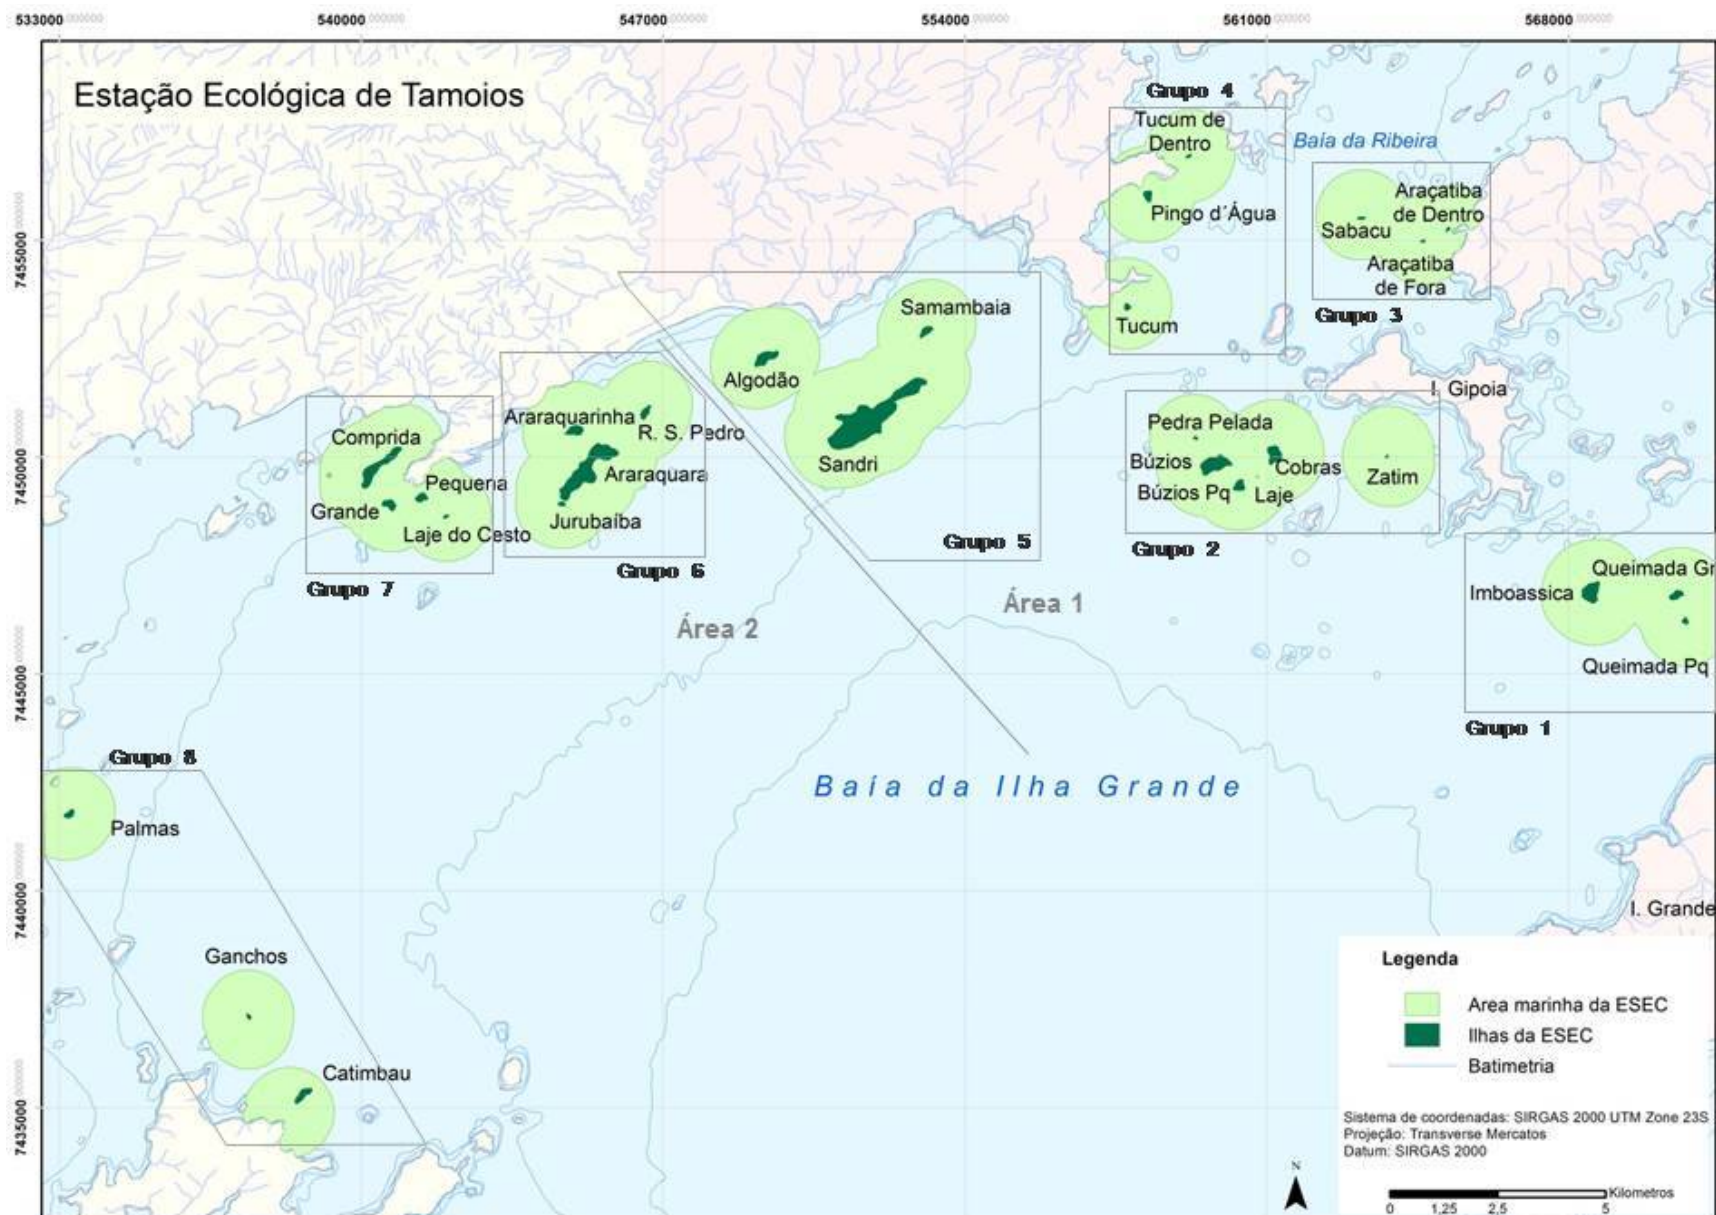 533000 540000 547000 554000 561000 568000
Estação Ecológica de Tamoios
Grupo 4
Tucum de
Dentro
Baía da Ribeira
Pingo d´Água
Araçatiba
de Dentro
Sabacu
Araçatiba
de Fora
Grupo 3
7455000
Samambaia
Tucum
Algodão
Sandri
I. Gipoia
Araraquarinha
R. S. Pedro
Araraquara
Jurubaíba
Comprida
Pequena
Grande
Laje do Cesto
7450000
Pedra Pelada
Búzios
Cobras
Búzios Pq
Laje
Zatim
Grupo 5
Grupo 2
Grupo 6
Grupo 7
Queimada Gr
Imboassica
Queimada Pq
Área 1
Área 2
7445000
Grupo 1
Grupo 8
Baía da Ilha Grande
Palmas
7440000
I. Grande
Ganchos
Catimbau
7435000
Legenda
Area marinha da ESEC
Ilhas da ESEC
Batimetria
Sistema de coordenadas: SIRGAS 2000 UTM Zone 23S
Projeção: Transverse Mercatos
Datum: SIRGAS 2000
N
Kilometros
0 1,25 2,5 5